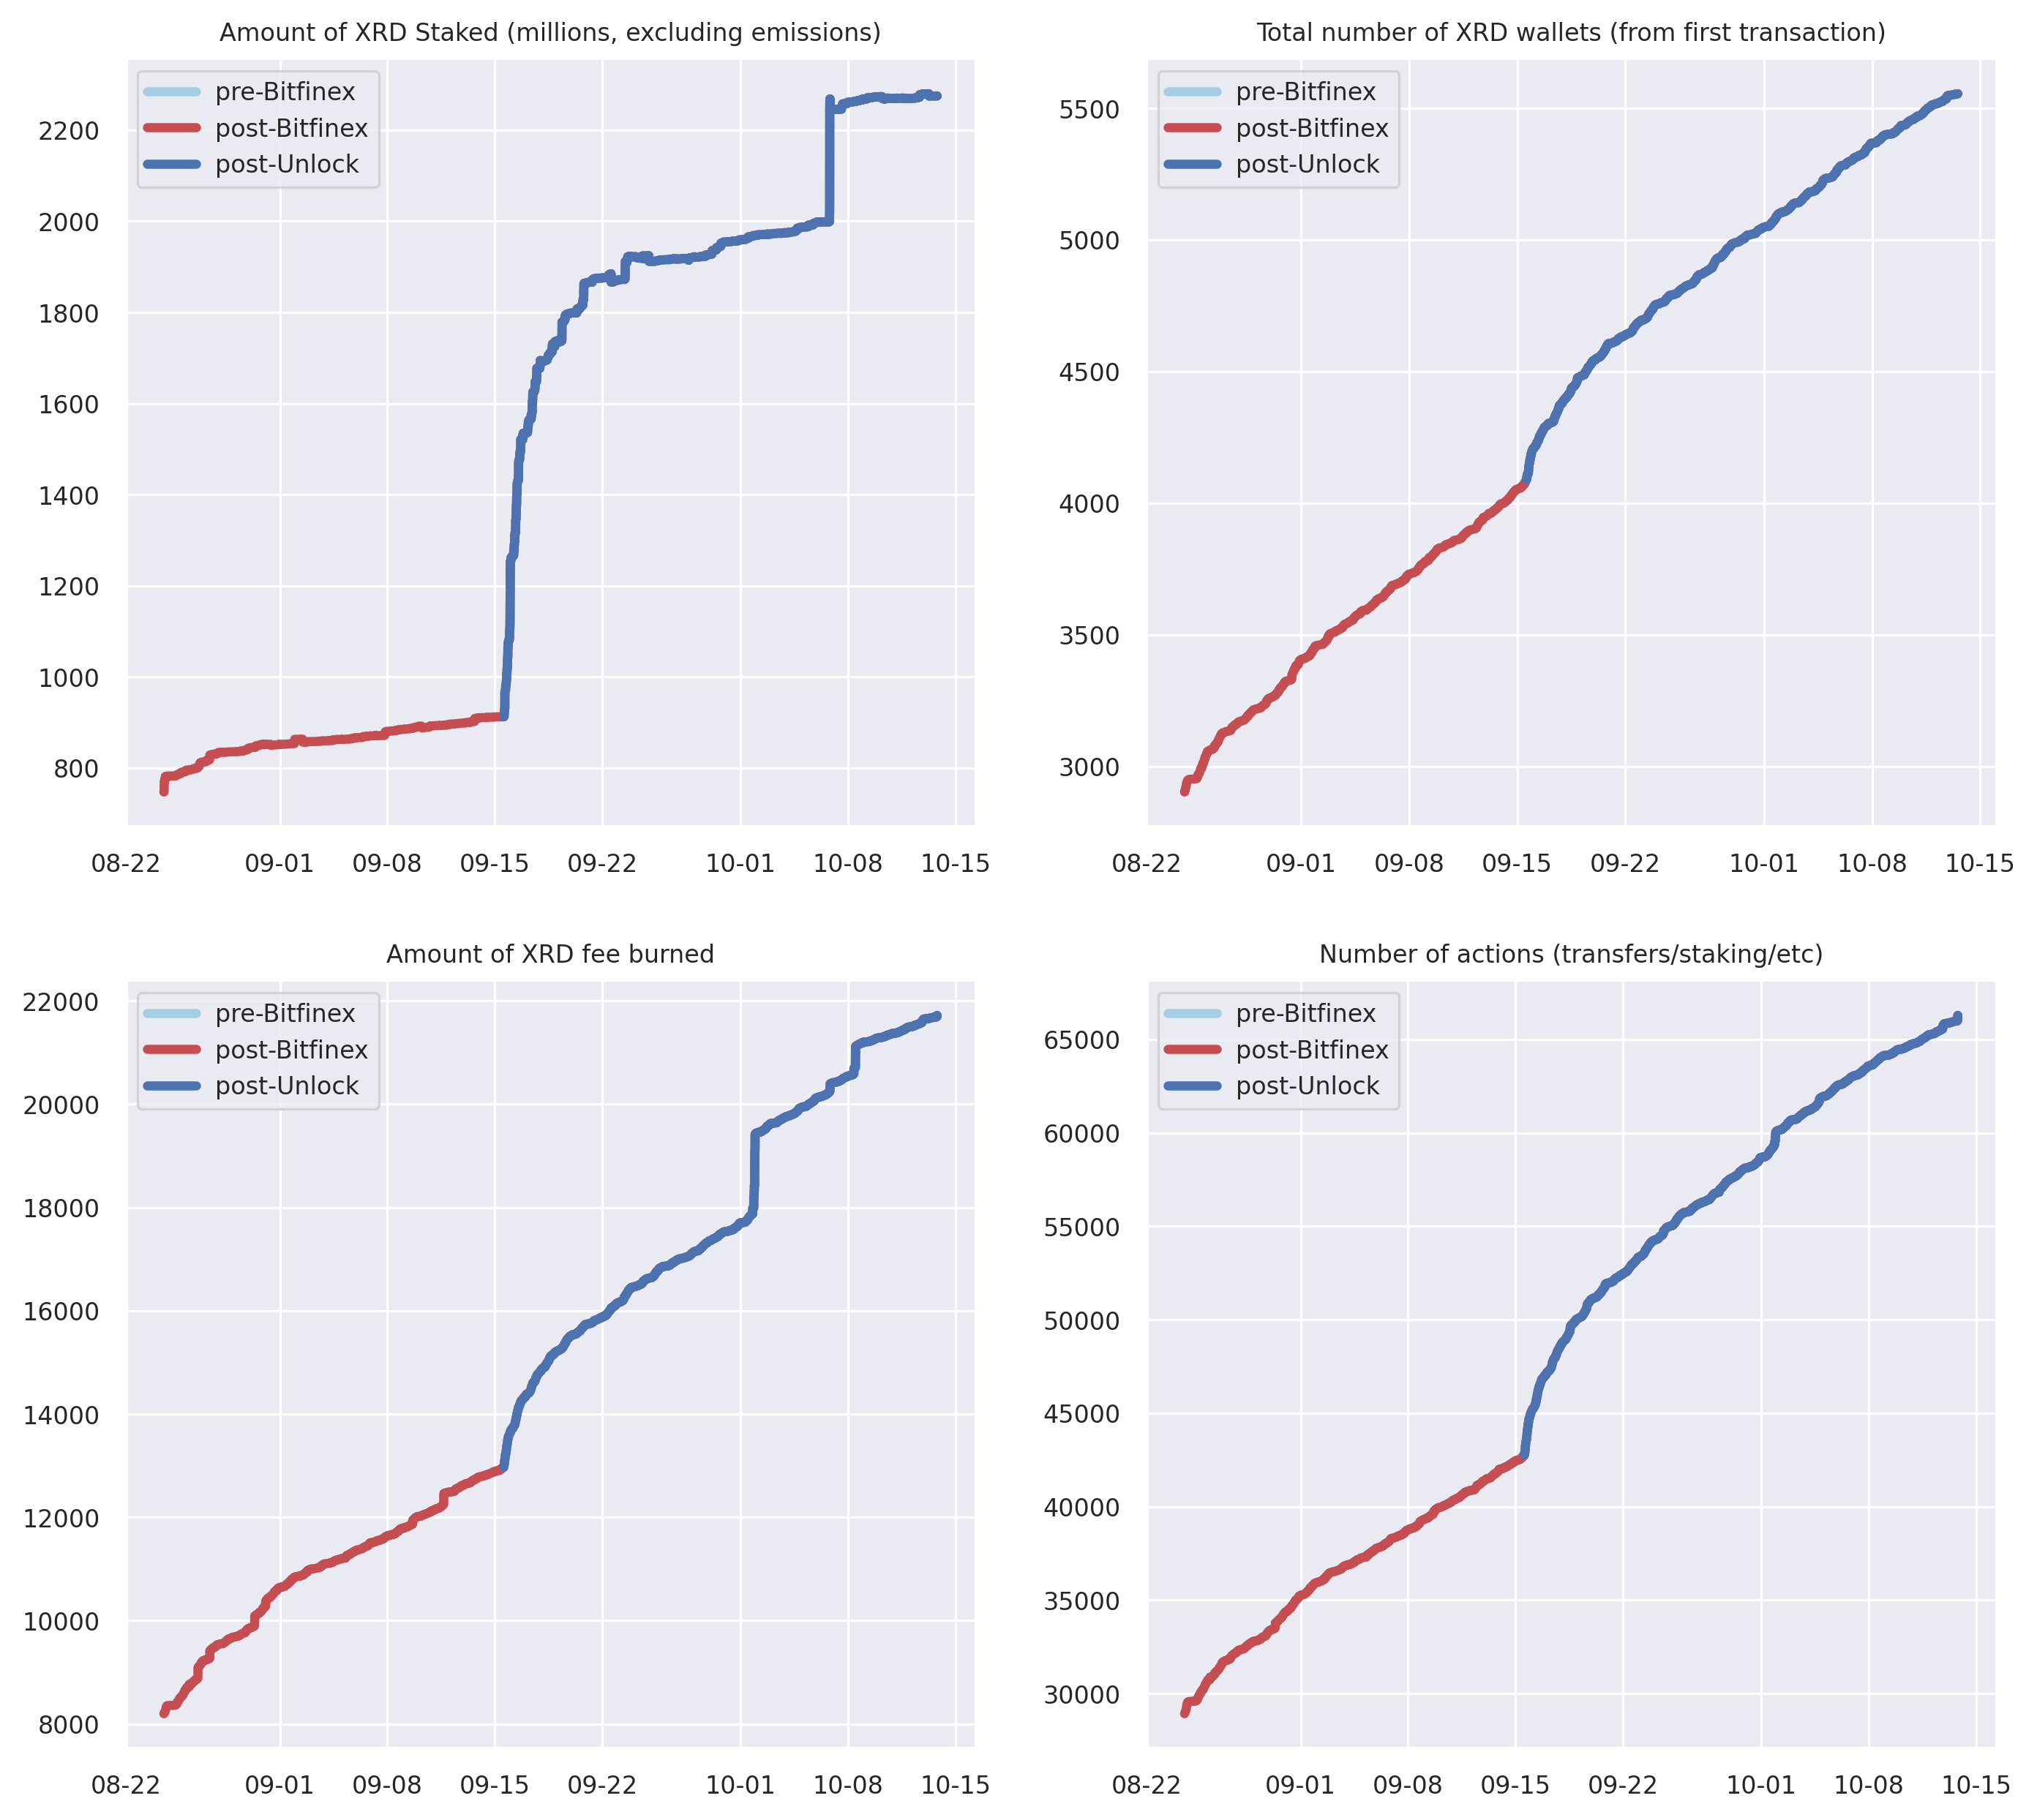 Amount of XRD Staked (millions, excluding emissions)
pre-Bitfinex
post-Bitfinex
post-Unlock
2200
2000
1800
1600
1400
1200
1000
800
08-22 09-01 09-08 09-15 09-22 10-01 10-08 10-15
Total number of XRD wallets (from first transaction)
pre-Bitfinex
post-Bitfinex
post-Unlock
5500
5000
4500
4000
3500
3000
08-22 09-01 09-08 09-15 09-22 10-01 10-08 10-15
Amount of XRD fee burned
pre-Bitfinex
post-Bitfinex
post-Unlock
22000
20000
18000
16000
14000
12000
10000
8000
08-22 09-01 09-08 09-15 09-22 10-01 10-08 10-15
Number of actions (transfers/staking/etc)
pre-Bitfinex
post-Bitfinex
post-Unlock
65000
60000
55000
50000
45000
40000
35000
30000
08-22 09-01 09-08 09-15 09-22 10-01 10-08 10-15